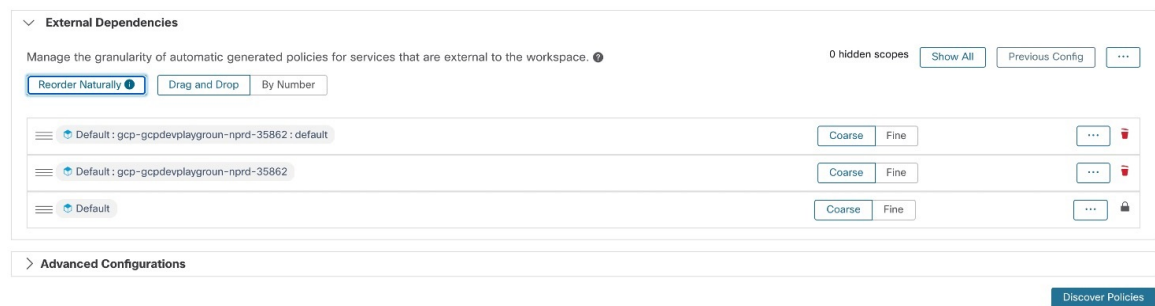 External Dependencies
Manage the granularity of automatic generated policies for services that are external to the workspace.
0 hidden scopes Show All Previous Config ...
Reorder Naturally Drag and Drop By Number
Default : gcp-gcpdevplaygroun-nprd-35862 : default Coarse Fine ...
Default : gcp-gcpdevplaygroun-nprd-35862 Coarse Fine ...
Default Coarse Fine ...
Advanced Configurations
Discover Policies